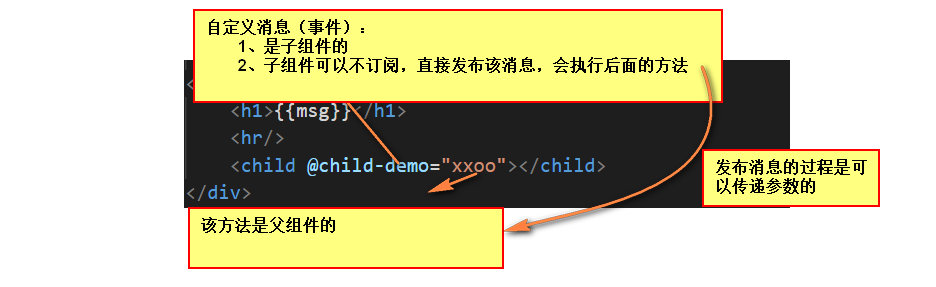 自定义消息（事件）：
1、是子组件的
2、子组件可以不订阅，直接发布该消息，会执行后面的方法
<
<h1>{{msg}}</h1>
<hr/>
<child @child-demo="xxoo"></child>
</div>
发布消息的过程是可
以传递参数的
该方法是父组件的